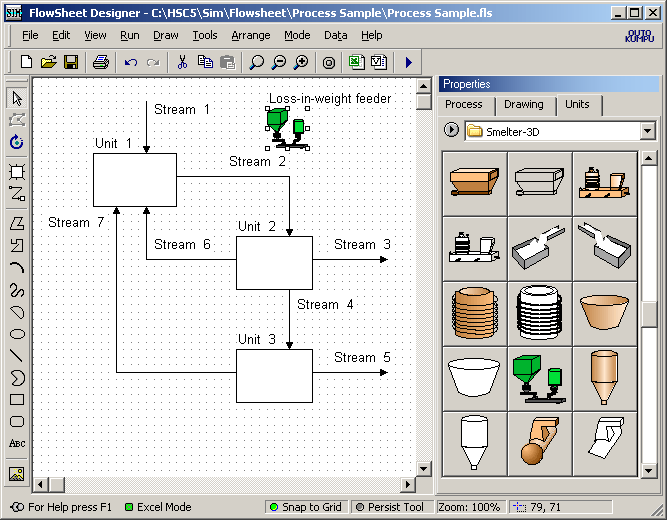 SIM
FlowSheet Designer - C:\HSC5\Sim\Flowsheet\Process Sample\Process Sample.fls
File Edit View Run Draw Tools Arrange Mode Data Help
OUTO
KUMPU
Properties
Process Drawing Units
Smelter-3D
Loss-in-weight feeder
Stream 1
Unit 1
Stream 2
Stream 7
Unit 2
Stream 6
Stream 3
Stream 4
Unit 3
Stream 5
ABC
For Help press F1 Excel Mode Snap to Grid Persist Tool Zoom: 100% 79, 71